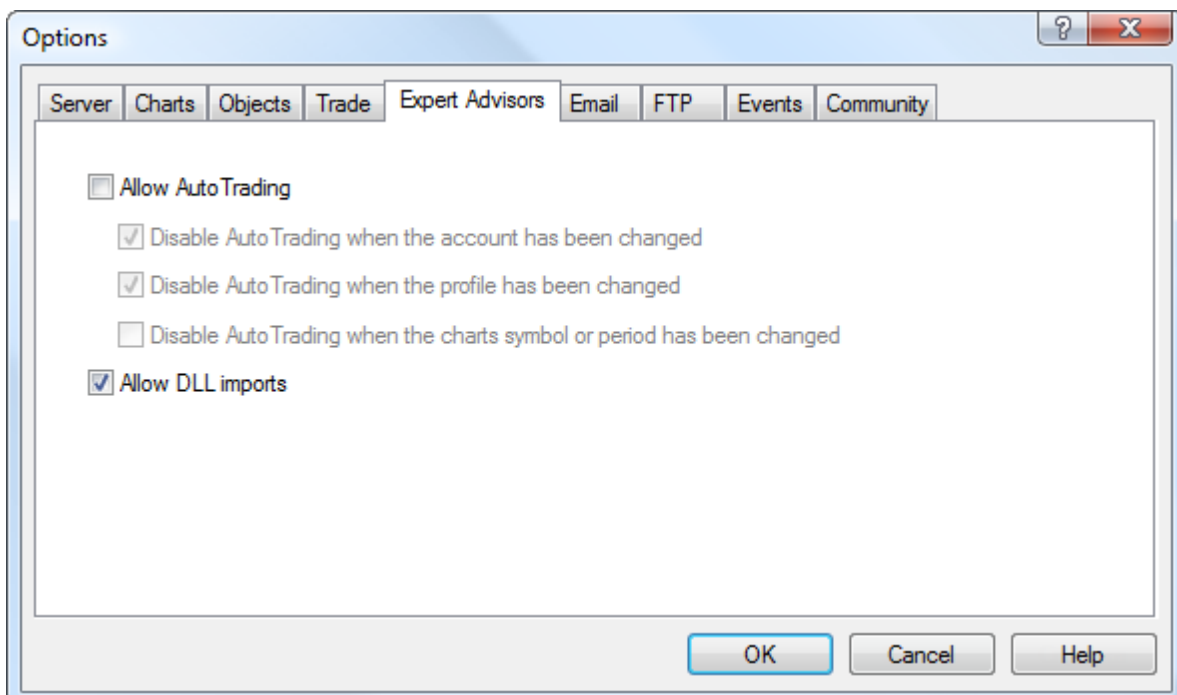 Options
Server Charts Objects Trade Expert Advisors Email FTP Events Community
Allow AutoTrading
Disable AutoTrading when the account has been changed
Disable AutoTrading when the profile has been changed
Disable AutoTrading when the charts symbol or period has been changed
Allow DLL imports
OK Cancel Help